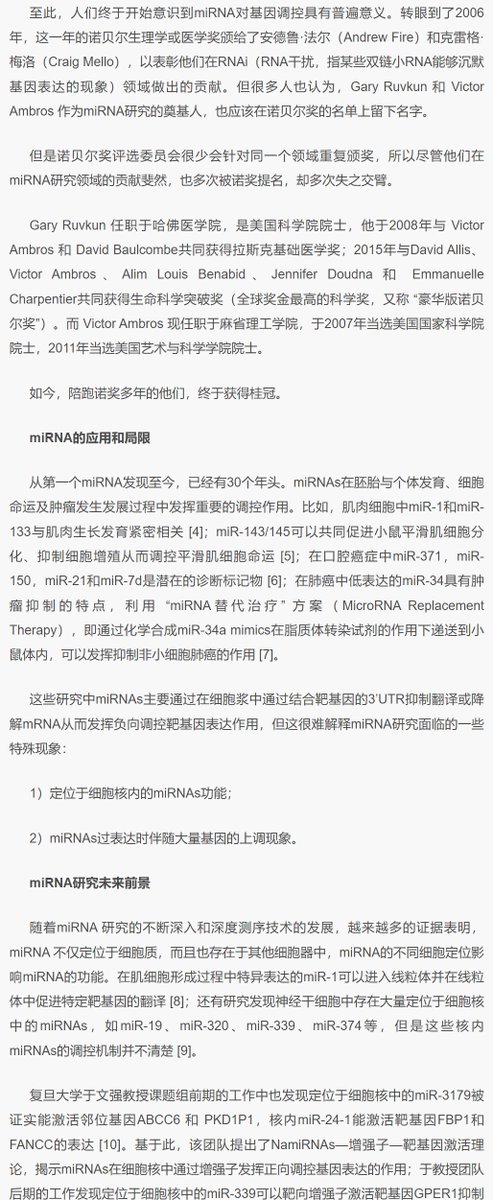 至此，人们终于开始意识到miRNA对基因调控具有普遍意义。转眼到了2006
年，这一年的诺贝尔生理学或医学奖颁给了安德鲁·法尔（Andrew Fire）和克雷格·
梅洛（Craig Mello），以表彰他们在RNAi（RNA干扰，指某些双链小RNA能够沉默
基因表达的现象）领域做出的贡献。但很多人也认为，Gary Ruvkun 和 Victor
Ambros 作为miRNA研究的奠基人，也应该在诺贝尔奖的名单上留下名字。
但是诺贝尔奖评选委员会很少会针对同一个领域重复颁奖，所以尽管他们在
miRNA研究领域的贡献斐然，也多次被诺奖提名，却多次失之交臂。
Gary Ruvkun 任职于哈佛医学院，是美国科学院院士，他于2008年与 Victor
Ambros 和 David Baulcombe共同获得拉斯克基础医学奖；2015年与David Allis、
Victor Ambros、Alim Louis Benabid、Jennifer Doudna 和 Emmanuelle
Charpentier共同获得生命科学突破奖（全球奖金最高的科学奖，又称 “豪华版诺贝
尔奖”）。而 Victor Ambros 现任职于麻省理工学院，于2007年当选美国国家科学院
院士，2011年当选美国艺术与科学学院院士。
如今，陪跑诺奖多年的他们，终于获得桂冠。
miRNA的应用和局限
从第一个miRNA发现至今，已经有30个年头。miRNAs在胚胎与个体发育、细胞
命运及肿瘤发生发展过程中发挥重要的调控作用。比如，肌肉细胞中miR-1和miR-
133与肌肉生长发育紧密相关 [4]；miR-143/145可以共同促进小鼠平滑肌细胞分
化、抑制细胞增殖从而调控平滑肌细胞命运 [5]；在口腔癌症中miR-371，miR-
150，miR-21和miR-7d是潜在的诊断标记物 [6]；在肺癌中低表达的miR-34具有肿
瘤抑制的特点，利用 “miRNA替代治疗” 方案（MicroRNA Replacement
Therapy），即通过化学合成miR-34a mimics在脂质体转染试剂的作用下递送到小
鼠体内，可以发挥抑制非小细胞肺癌的作用 [7]。
这些研究中miRNAs主要通过在细胞浆中通过结合靶基因的3’UTR抑制翻译或降
解mRNA从而发挥负向调控靶基因表达作用，但这很难解释miRNA研究面临的一些
特殊现象：
1）定位于细胞核内的miRNAs功能；
2）miRNAs过表达时伴随大量基因的上调现象。
miRNA研究未来前景
随着miRNA 研究的不断深入和深度测序技术的发展，越来越多的证据表明，
miRNA 不仅定位于细胞质，而且也存在于其他细胞器中，miRNA的不同细胞定位影
响miRNA的功能。在肌细胞形成过程中特异表达的miR-1可以进入线粒体并在线粒
体中促进特定靶基因的翻译 [8]；还有研究发现神经干细胞中存在大量定位于细胞核
中的miRNAs，如miR-19、miR-320、miR-339、miR-374等，但是这些核内
miRNAs的调控机制并不清楚 [9]。
复旦大学于文强教授课题组前期的工作中也发现定位于细胞核中的miR-3179被
证实能激活邻位基因ABCC6 和 PKD1P1，核内miR-24-1能激活靶基因FBP1和
FANCC的表达 [10]。基于此，该团队提出了NamiRNAs—增强子—靶基因激活理
论，揭示miRNAs在细胞核中通过增强子发挥正向调控基因表达的作用；于教授团队
后期的工作发现定位于细胞核中的miR-339可以靶向增强子激活靶基因GPER1抑制